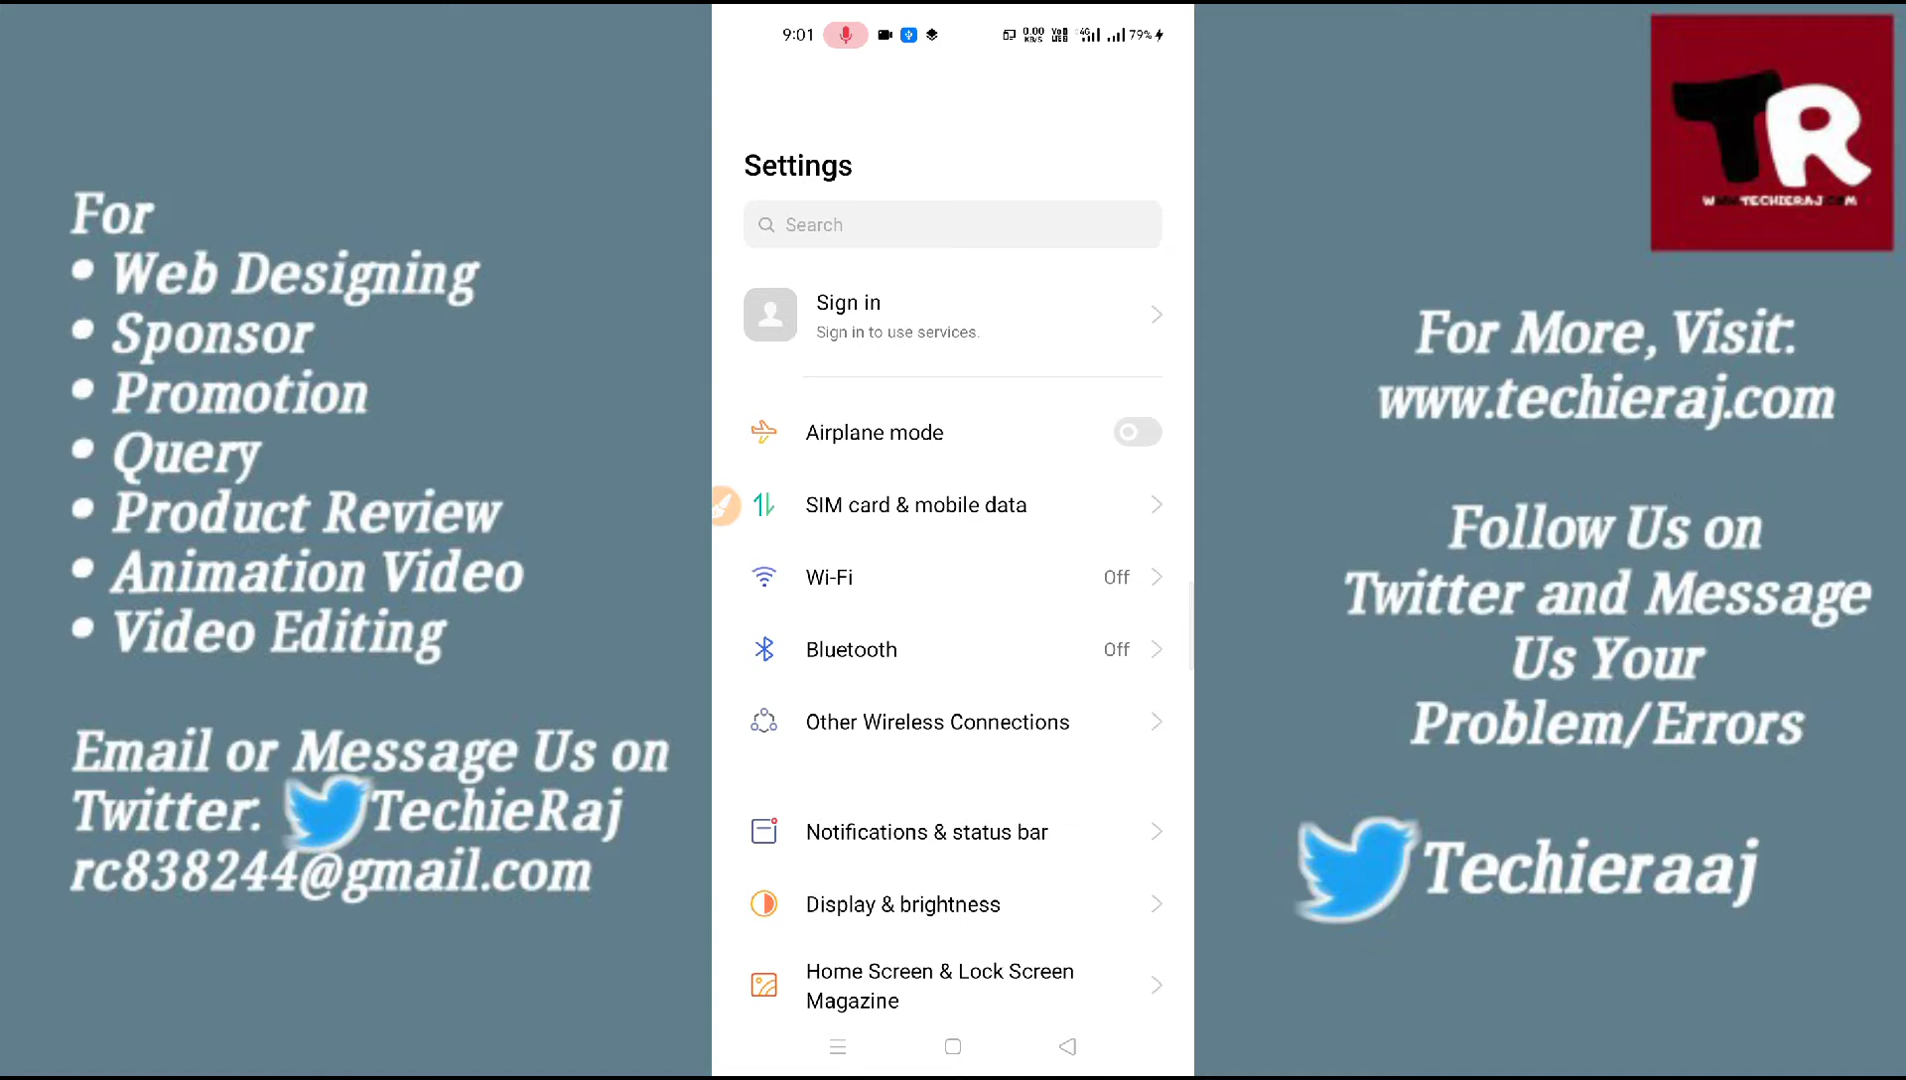 For
• Web Designing
• Sponsor
• Promotion
• Query
• Product Review
• Animation Video
• Video Editing
Email or Message Us on
Twitter: TechieRaj
rc838244@gmail.com
9:01
0.00
KB/S
4G
79%
Settings
Search
Sign in
Sign in to use services.
Airplane mode
SIM card & mobile data
Wi-Fi Off
Bluetooth Off
Other Wireless Connections
Notifications & status bar
Display & brightness
Home Screen & Lock Screen
Magazine
TR
For More, Visit:
www.techieraj.com
Follow Us on
Twitter and Message
Us Your
Problem/Errors
Techieraaj